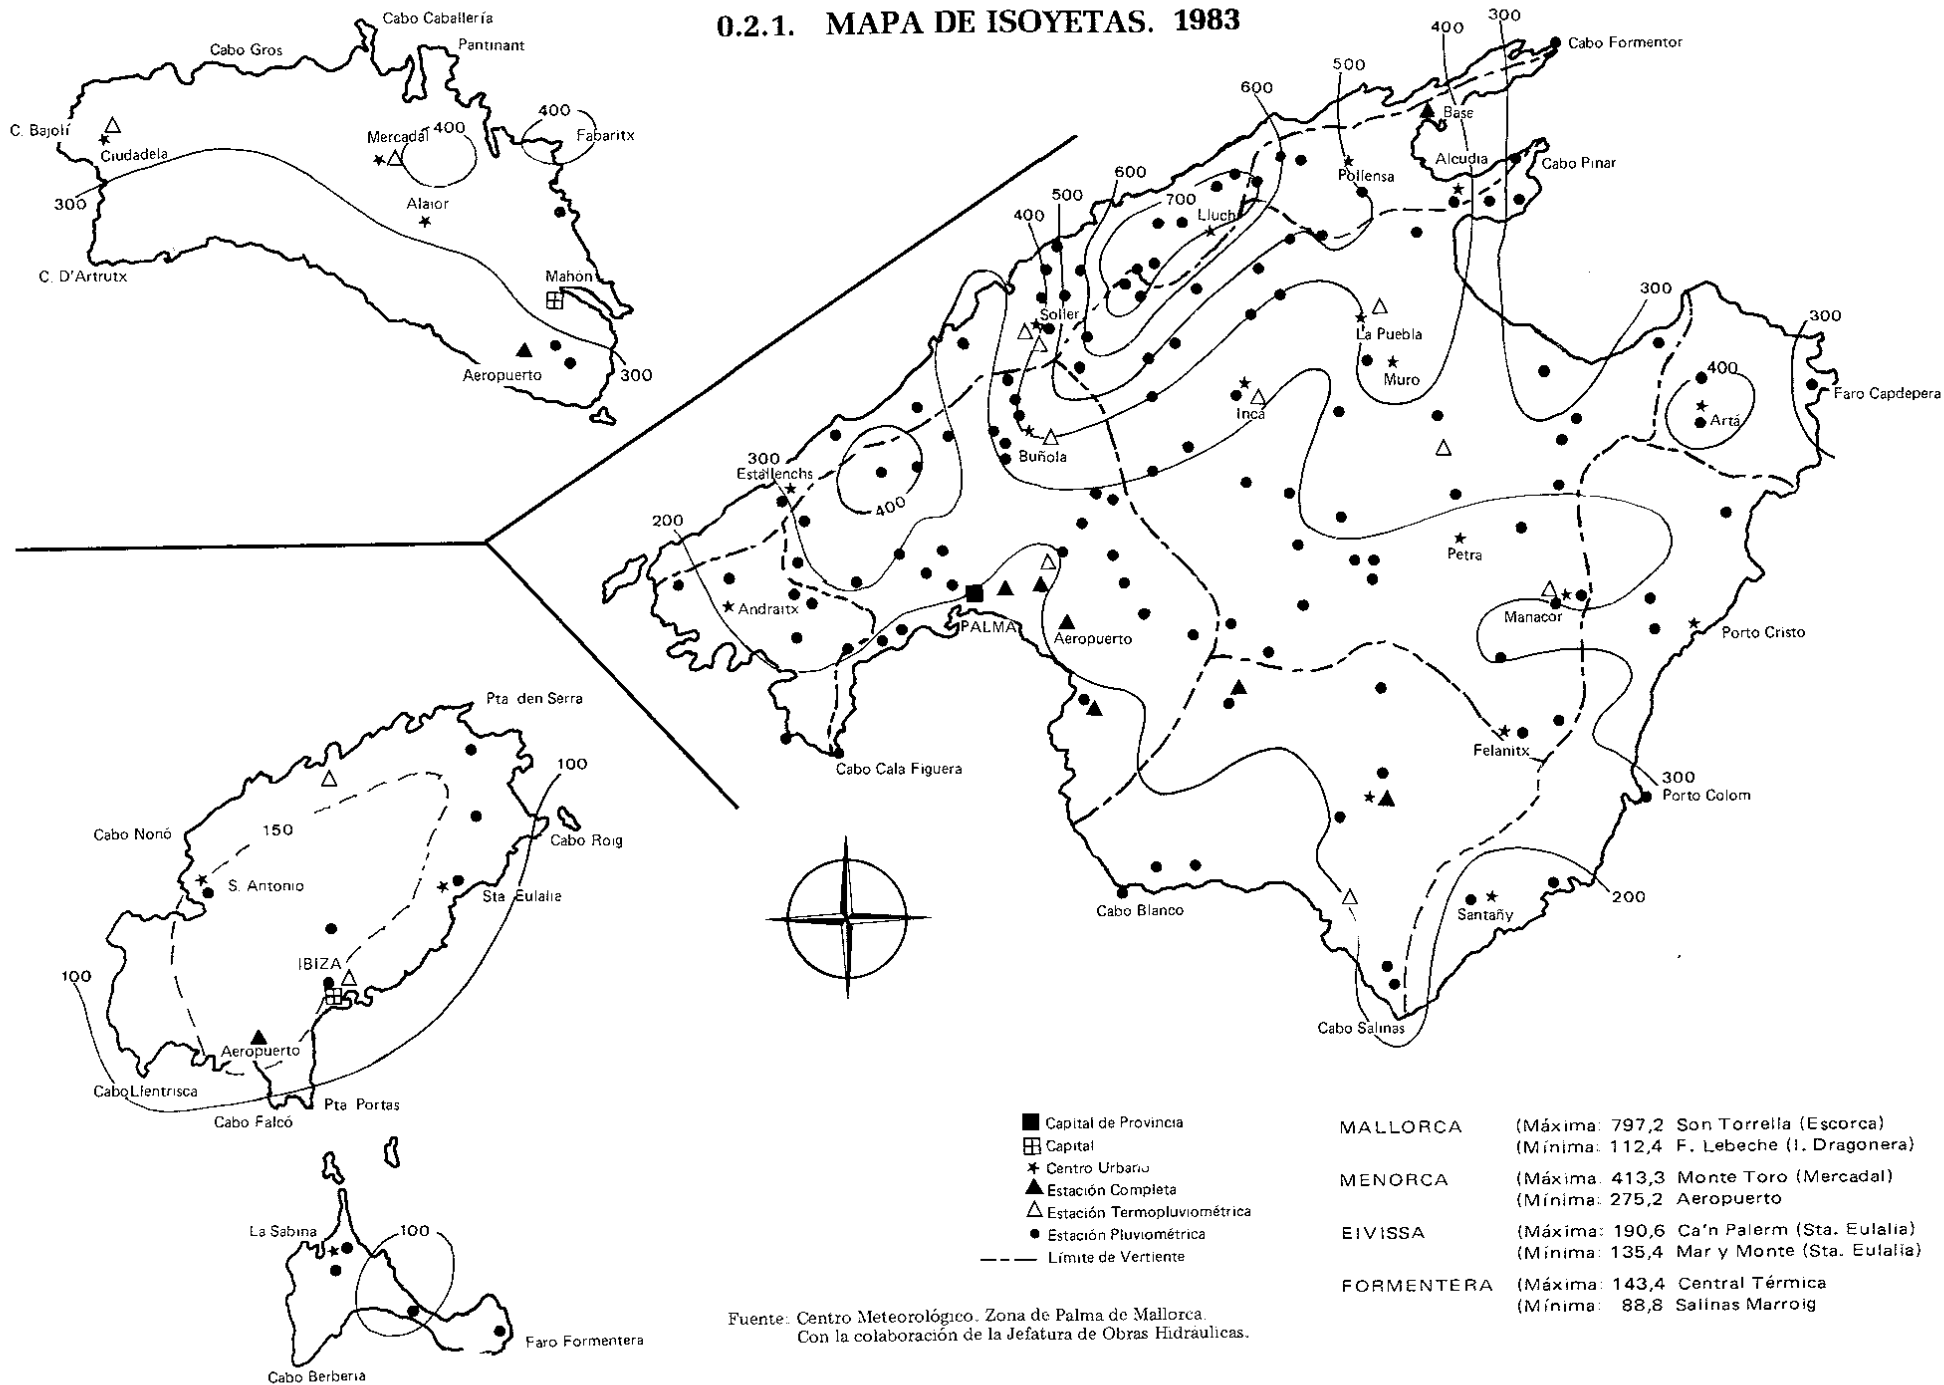 0.2.1. MAPA DE ISOYETAS. 1983
Cabo Caballería
Cabo Gros
Pantinant
C. Bajolí
Ciudadela
Mercadal
400
400
Fabaritx
300
Alaior
C. D'Artrutx
Mahón
Aeropuerto
300
300
400
500
600
Cabo Formentor
Base
Alcudia
Cabo Pinar
Pollensa
600
500
400
700
Lluch
Soller
La Puebla
Muro
300
300
400
Faro Capdepera
Artá
Inca
Buñola
300
Estallenchs
400
200
Andraitx
PALMA
Aeropuerto
Petra
Manacor
Porto Cristo
Felanitx
300
Porto Colom
Cabo Cala Figuera
Cabo Blanco
Santañy
200
Cabo Salinas
Pta den Serra
100
Cabo Nonó
150
Cabo Roig
S. Antonio
Sta Eulalia
IBIZA
100
Aeropuerto
Cabo Llentrisca
Cabo Falcó
Pta Portas
La Sabina
100
Faro Formentera
Cabo Berberia
Capital de Provincia
Capital
Centro Urbano
Estación Completa
Estación Termopluviométrica
Estación Pluviométrica
Límite de Vertiente
MALLORCA (Máxima: 797,2 Son Torrella (Escorca)
(Mínima: 112,4 F. Lebeche (I. Dragonera)
MENORCA (Máxima: 413,3 Monte Toro (Mercadal)
(Mínima: 275,2 Aeropuerto
EIVISSA (Máxima: 190,6 Ca'n Palerm (Sta. Eulalia)
(Mínima: 135,4 Mar y Monte (Sta. Eulalia)
FORMENTERA (Máxima: 143,4 Central Térmica
(Mínima: 88,8 Salinas Marroig
Fuente: Centro Meteorológico. Zona de Palma de Mallorca.
Con la colaboración de la Jefatura de Obras Hidráulicas.